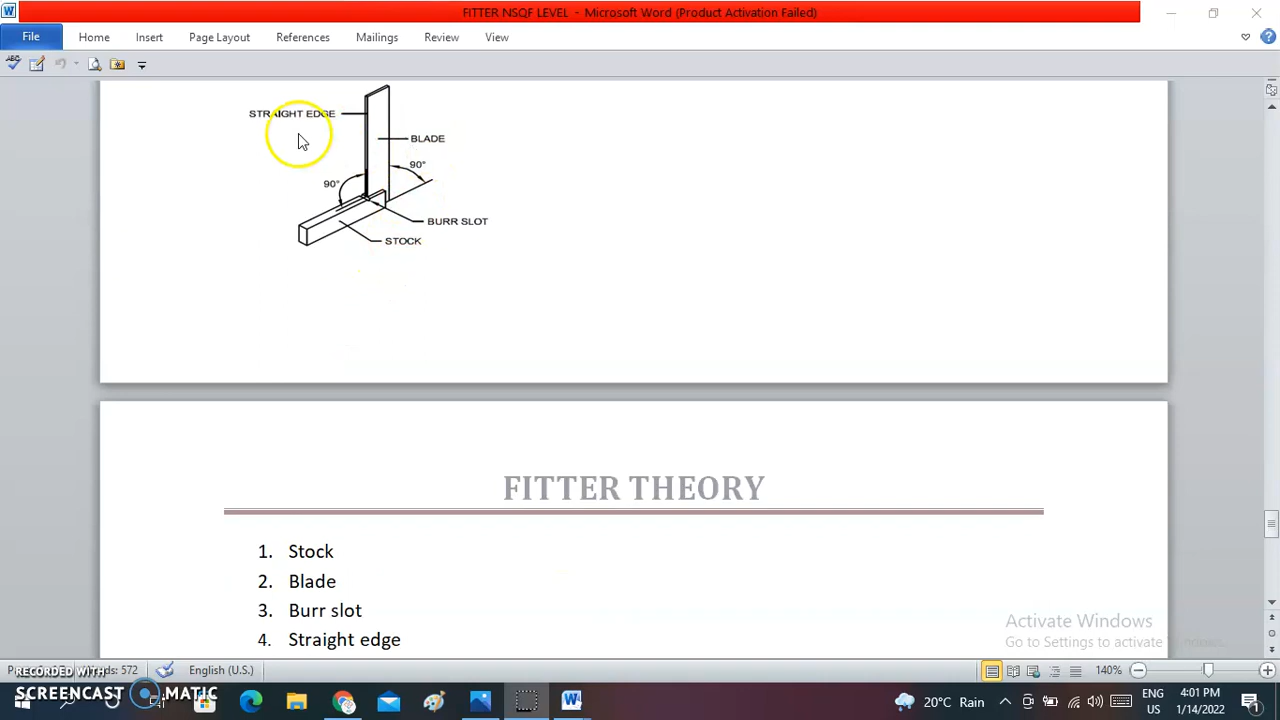 FITTER NSQF LEVEL - Microsoft Word (Product Activation Failed)
File Home Insert Page Layout References Mailings Review View
STRAIGHT EDGE
BLADE
90°
90°
BURR SLOT
STOCK
FITTER THEORY
1. Stock
2. Blade
3. Burr slot
4. Straight edge
Activate Windows
Go to Settings to activate Windows.
572 English (U.S.) 140%
RECORDED WITH
SCREENCAST MATIC
20°C Rain
ENG
US
4:01 PM
1/14/2022